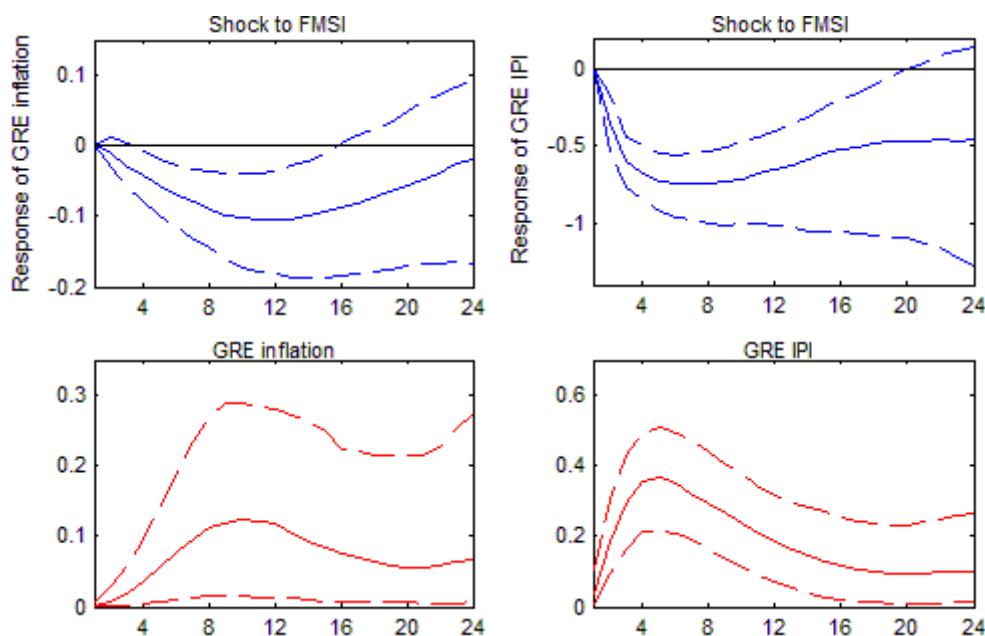 Shock to FMSI
Response of GRE inflation
0.1
0
-0.1
-0.2
4 8 12 16 20 24
Shock to FMSI
Response of GRE IPI
0
-0.5
-1
4 8 12 16 20 24
GRE inflation
0.3
0.2
0.1
0
4 8 12 16 20 24
GRE IPI
0.6
0.4
0.2
0
4 8 12 16 20 24